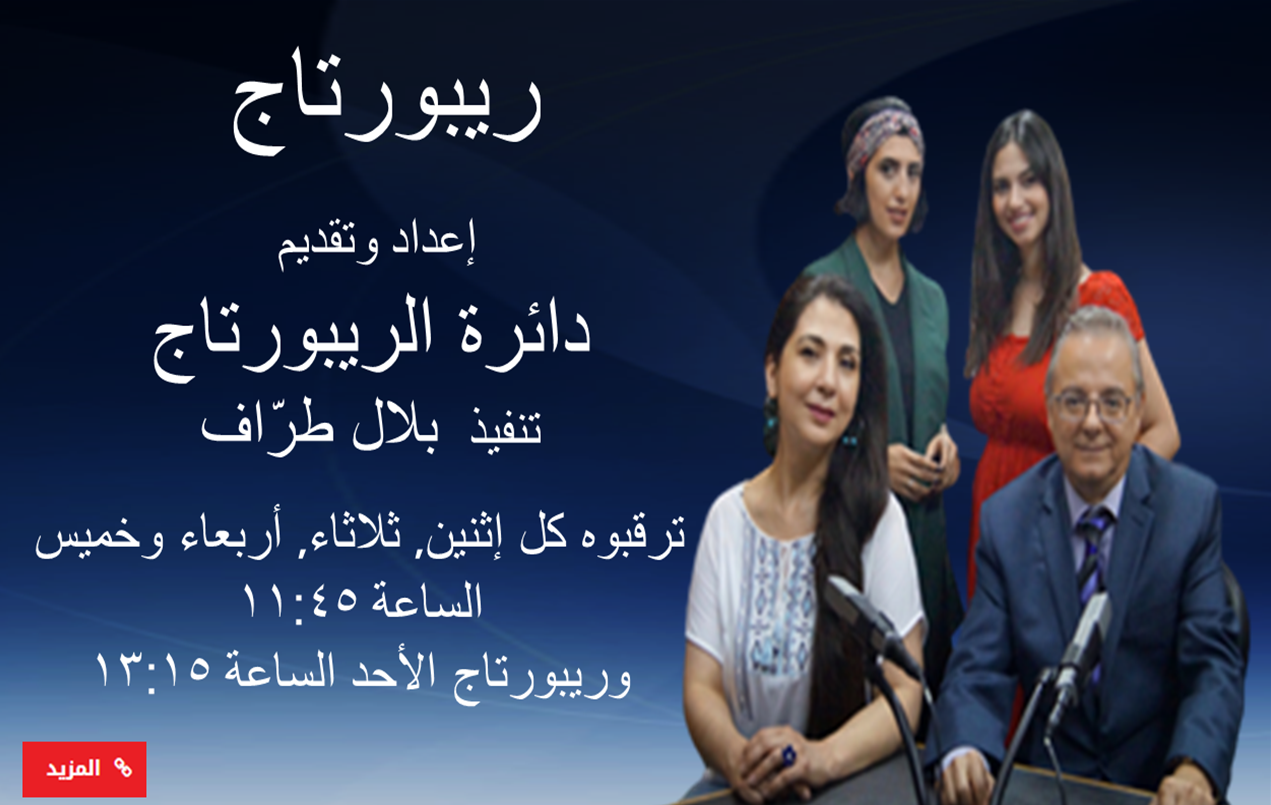 ريبورتاج
إعداد وتقديم
دائرة الريبورتاج
تنفيذ بلال طرّاف
ترقبوه كل إثنين, ثلاثاء, أربعاء وخميس
الساعة ١١:٤٥
وريبورتاج الأحد الساعة ١٣:١٥
المزيد